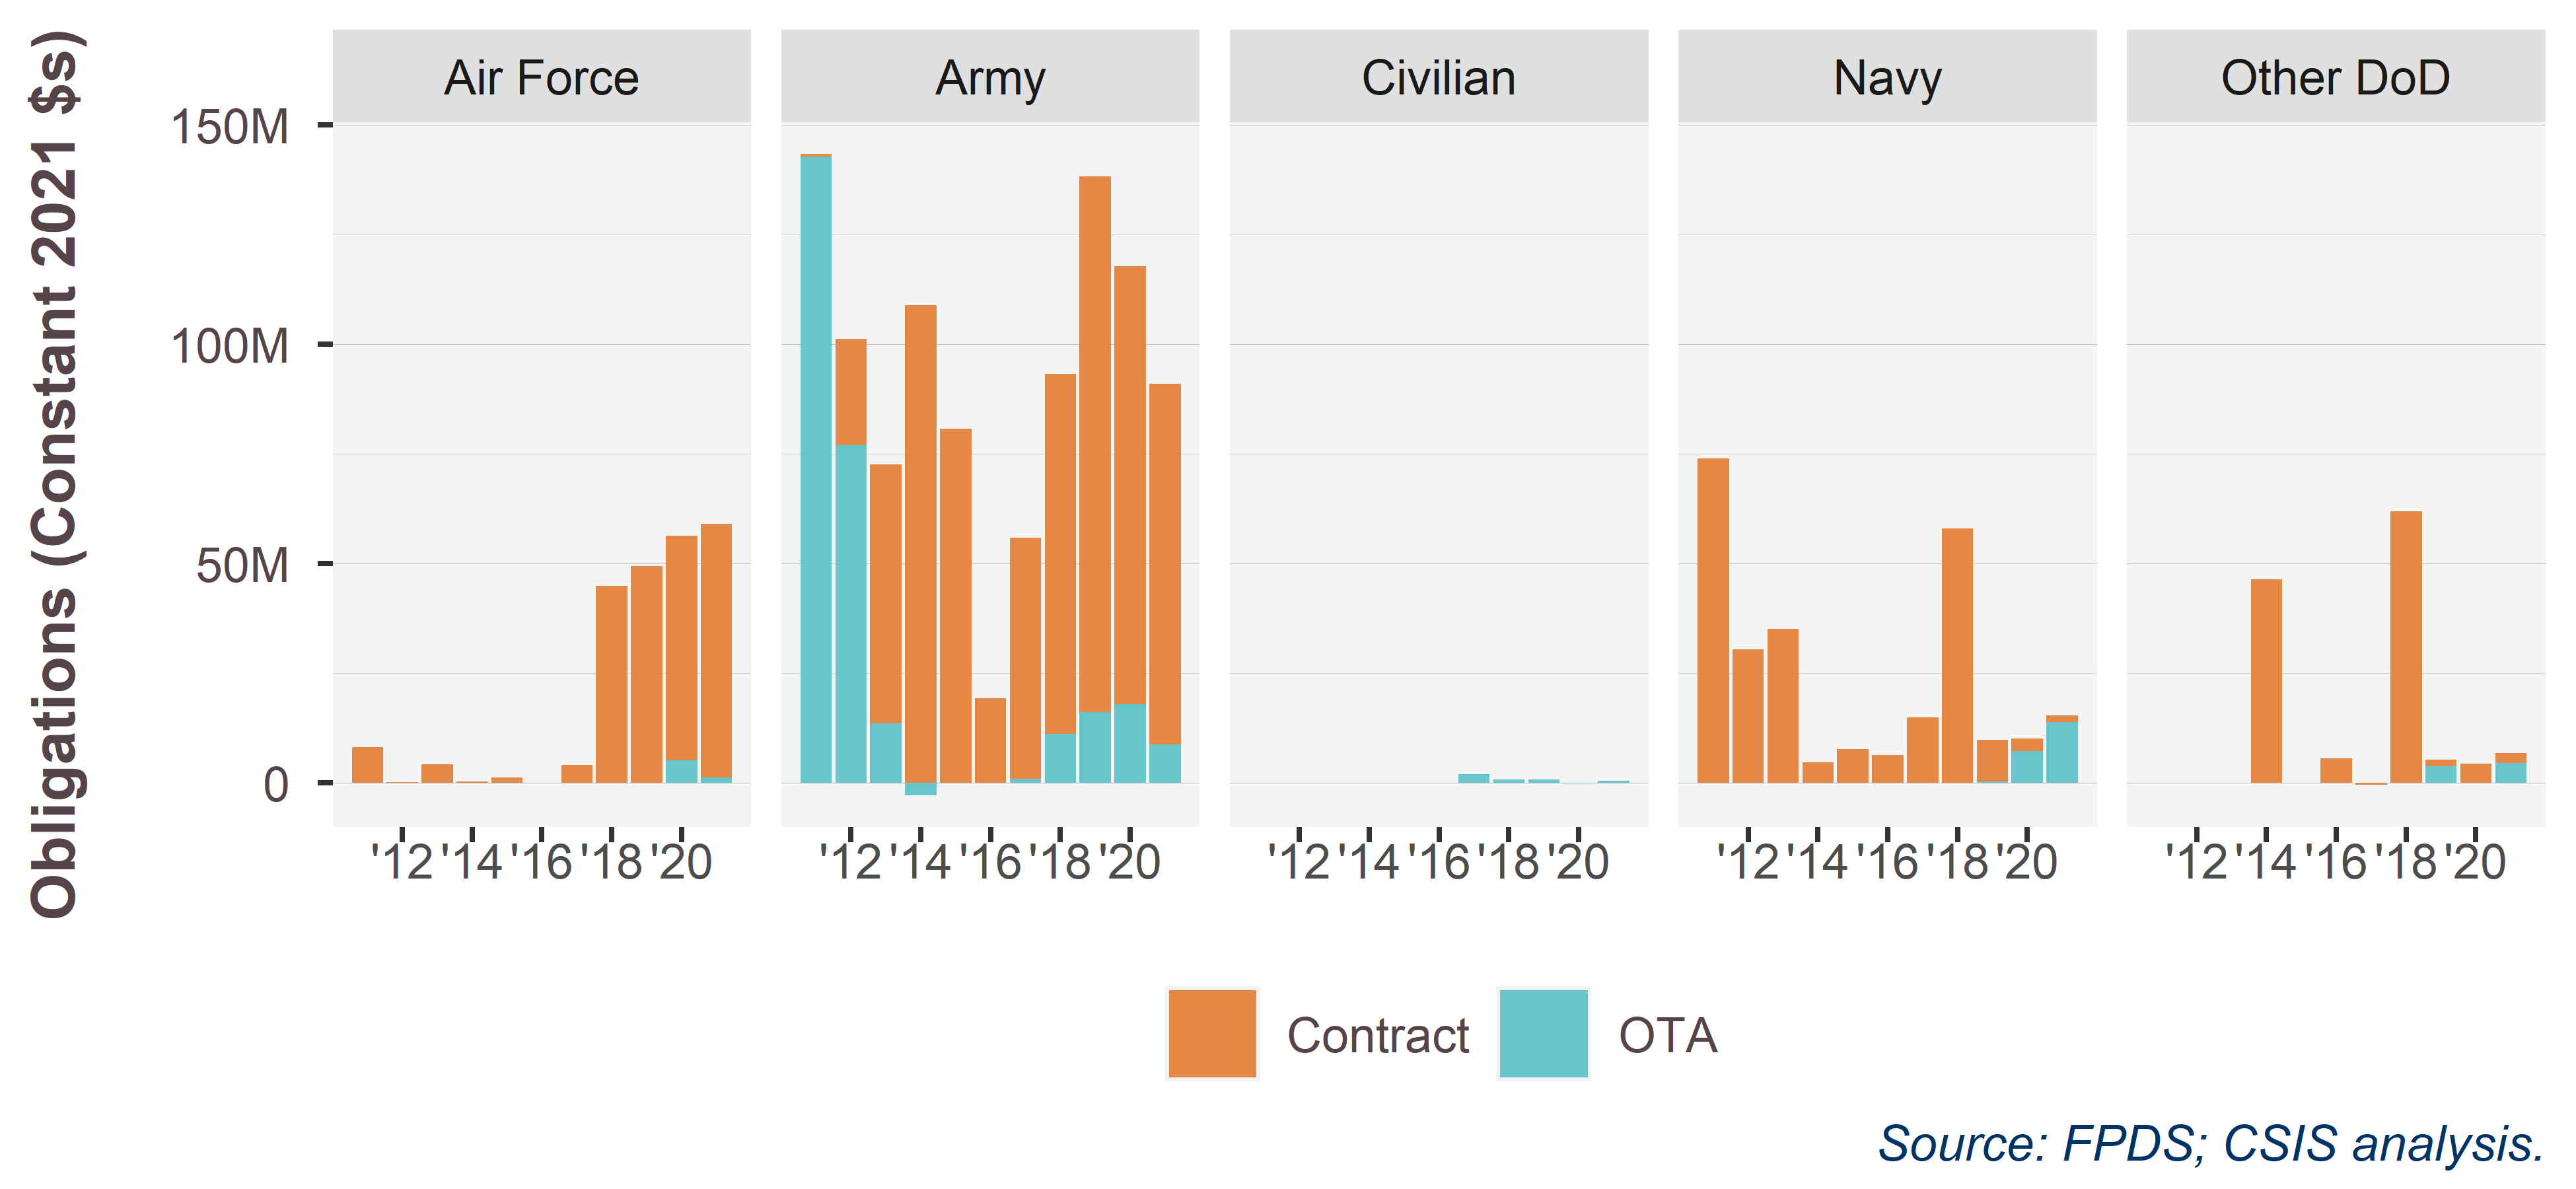 Obligations (Constant 2021 $s)
Air Force
Army
Civilian
Navy
Other DoD
150M
100M
50M
0
'12 '14 '16 '18 '20
'12 '14 '16 '18 '20
'12 '14 '16 '18 '20
'12 '14 '16 '18 '20
'12 '14 '16 '18 '20
Contract
OTA
Source: FPDS; CSIS analysis.